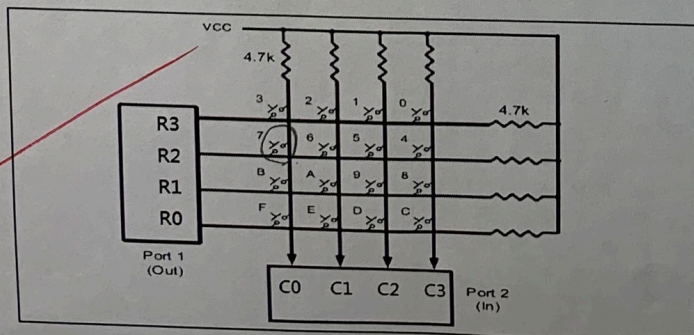 VCC
4.7k
3 2 1 0
4.7k
R3
7 6 5 4
R2
B A 9 8
R1
F E D C
R0
Port 1
(Out)
C0 C1 C2 C3
Port 2
(In)